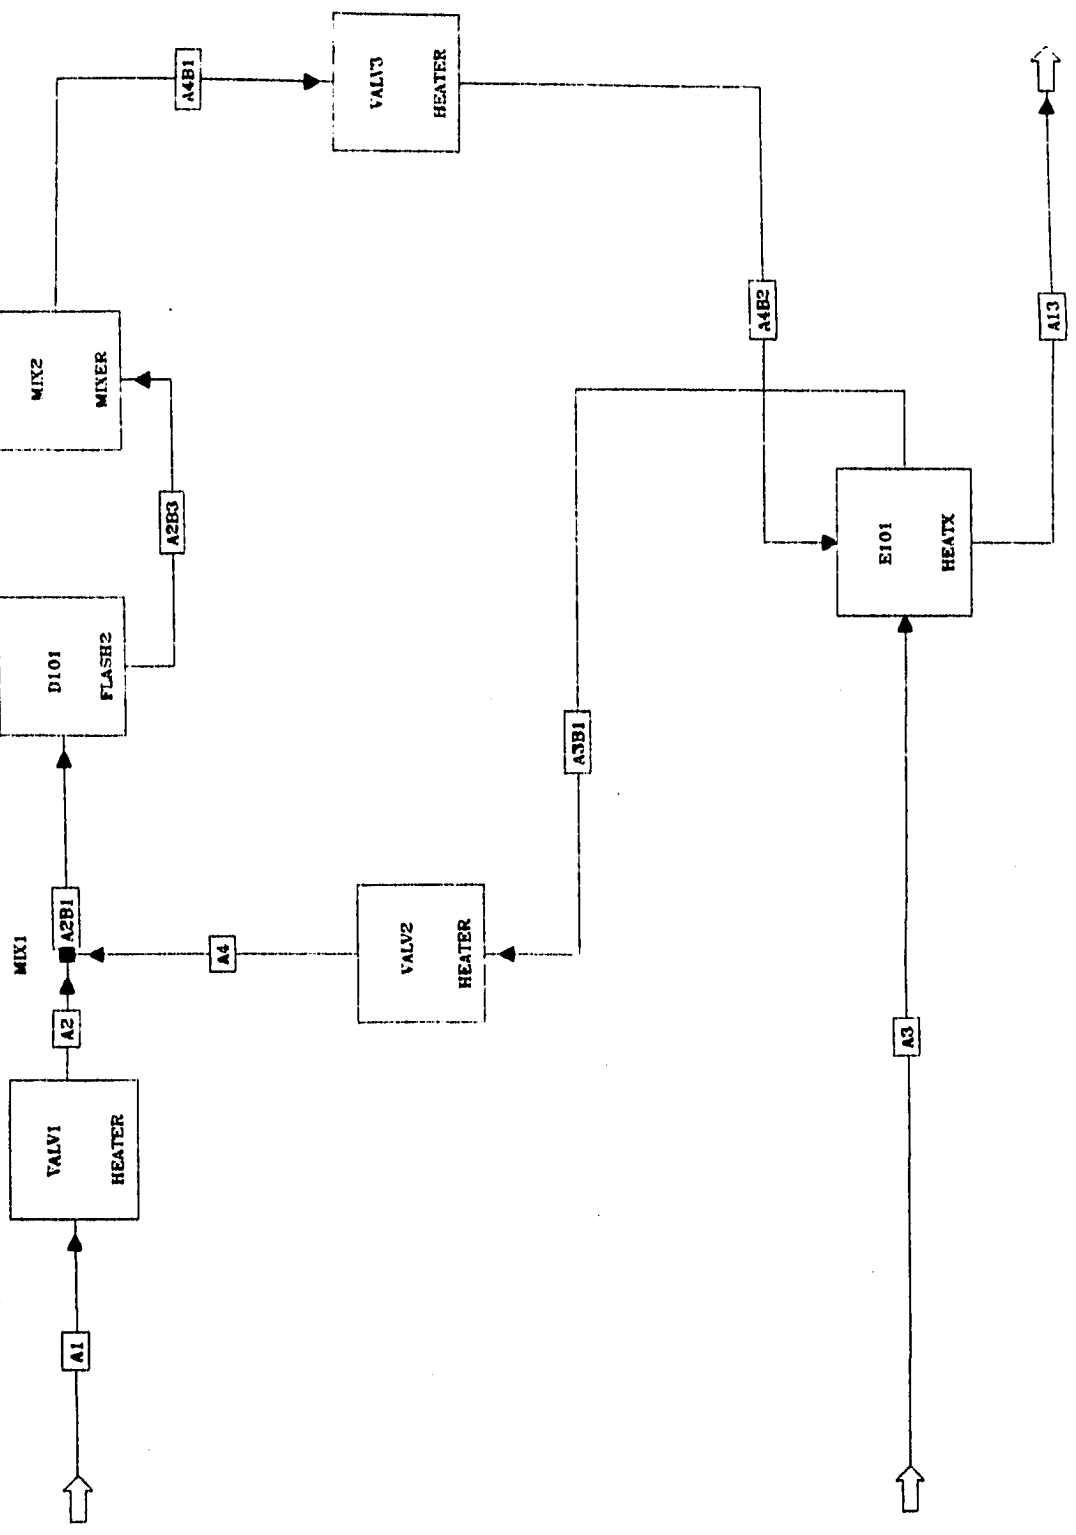 MIX1
A1
VALV1
HEATER
A2
A2B1
D101
FLASH2
A2B3
MIX2
MIXER
A4B1
VALV3
HEATER
A4
VALV2
HEATER
A3B1
A4B2
A3
E101
HEATX
A13